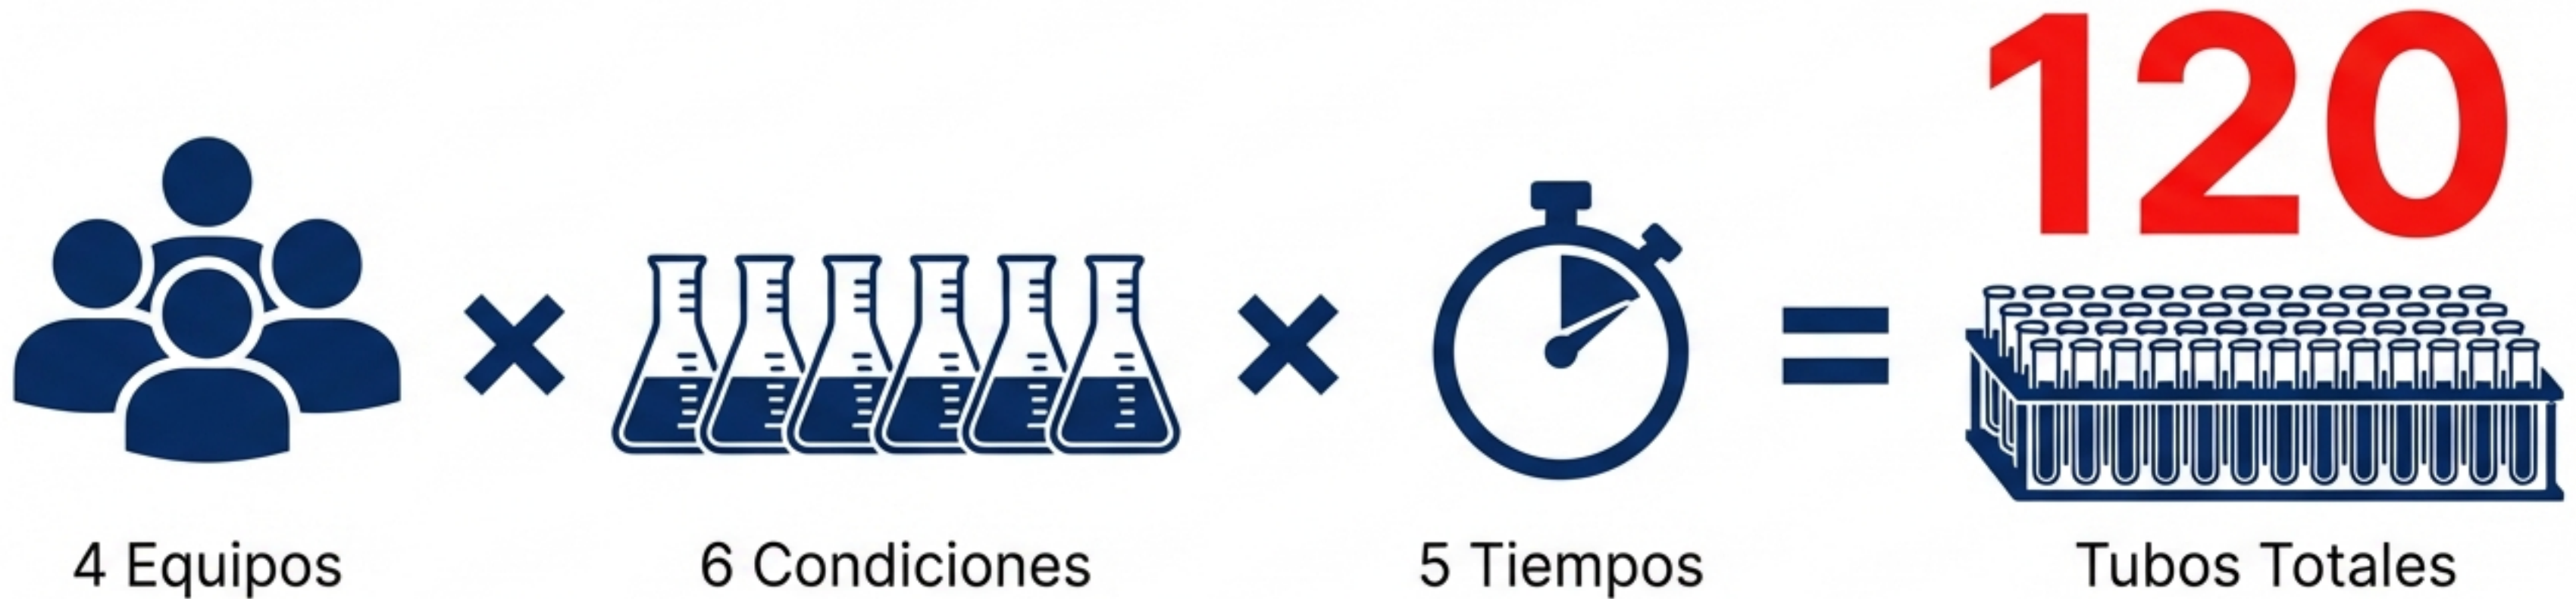 120
4 Equipos × 6 Condiciones × 5 Tiempos = Tubos Totales